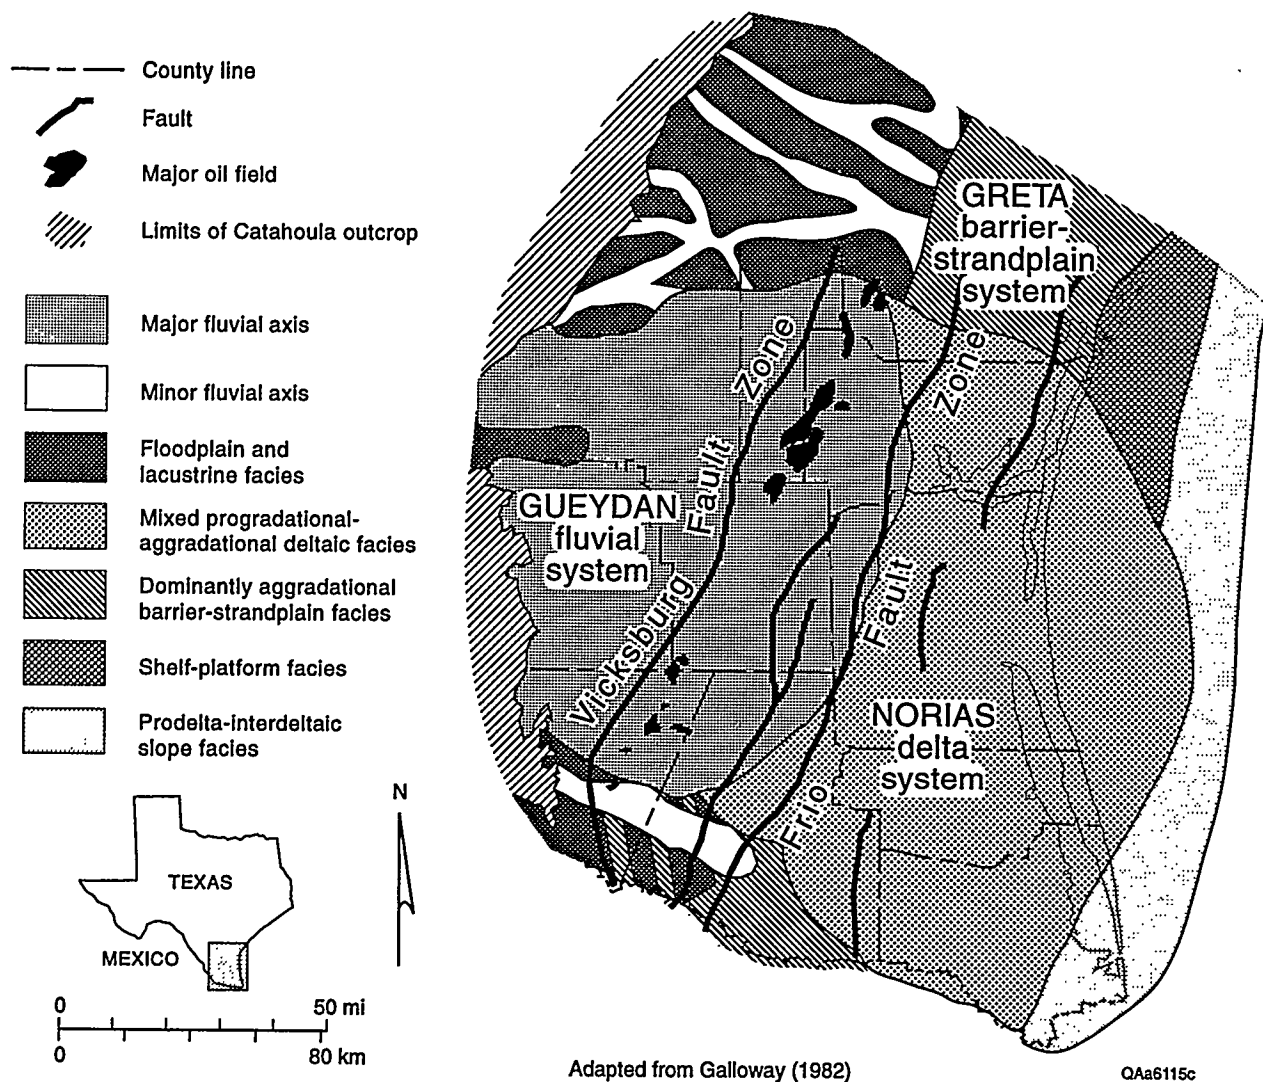 County line
Fault
Major oil field
Limits of Catahoula outcrop
Major fluvial axis
Minor fluvial axis
Floodplain and
lacustrine facies
Mixed progradational-
aggradational deltaic facies
Dominantly aggradational
barrier-strandplain facies
Shelf-platform facies
Prodelta-interdeltaic
slope facies
N
TEXAS
MEXICO
0
50 mi
0
80 km
GRETA
barrier-
strandplain
system
GUEYDAN
fluvial
system
Vicksburg Fault Zone
Frio Fault Zone
NORIAS
delta
system
Adapted from Galloway (1982)
QAa6115c